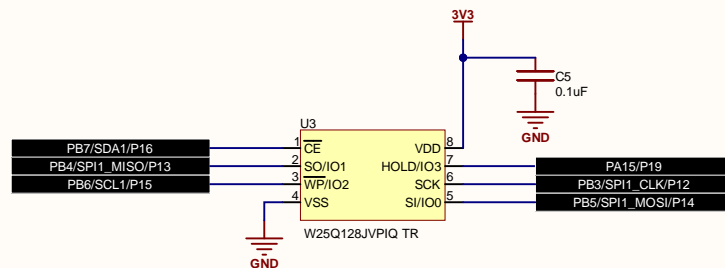 3V3
C5
0.1uF
GND
U3
PB7/SDA1/P16 1 CE VDD 8
PB4/SPI1_MISO/P13 2 SO/IO1 HOLD/IO3 7 PA15/P19
PB6/SCL1/P15 3 WP/IO2 SCK 6 PB3/SPI1_CLK/P12
4 VSS SI/IO0 5 PB5/SPI1_MOSI/P14
W25Q128JVPIQ TR
GND